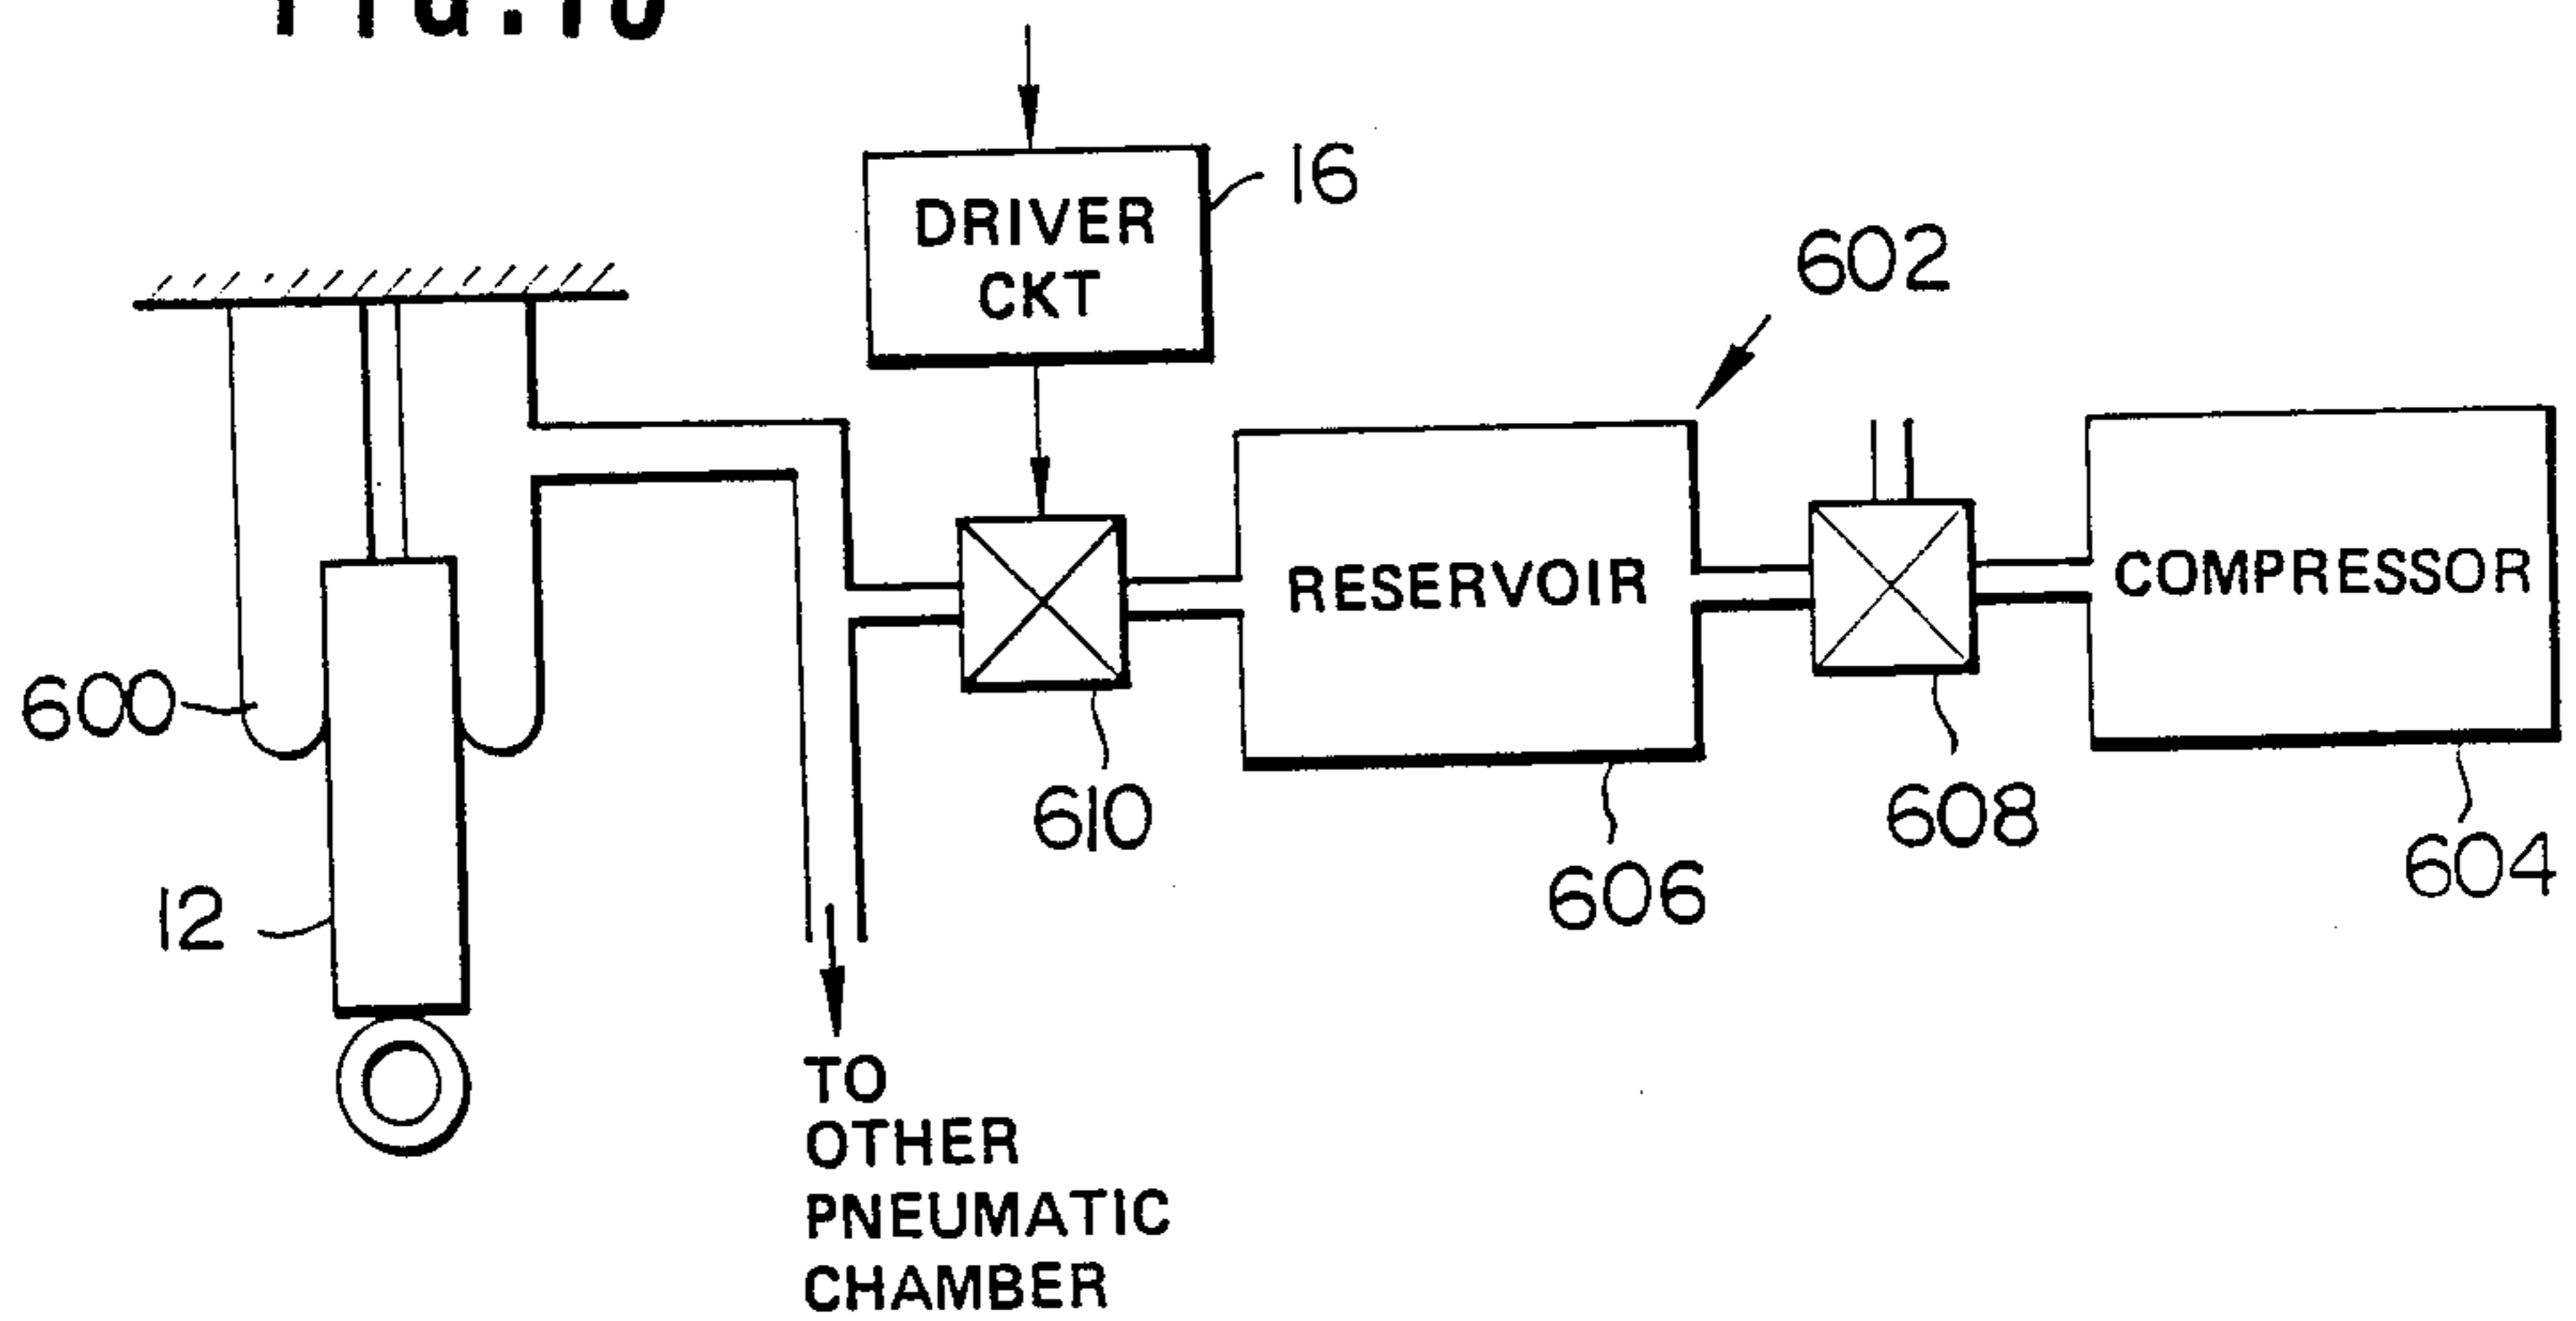 16
DRIVER
CKT
602
RESERVOIR
COMPRESSOR
600
610
608
604
606
12
TO
OTHER
PNEUMATIC
CHAMBER